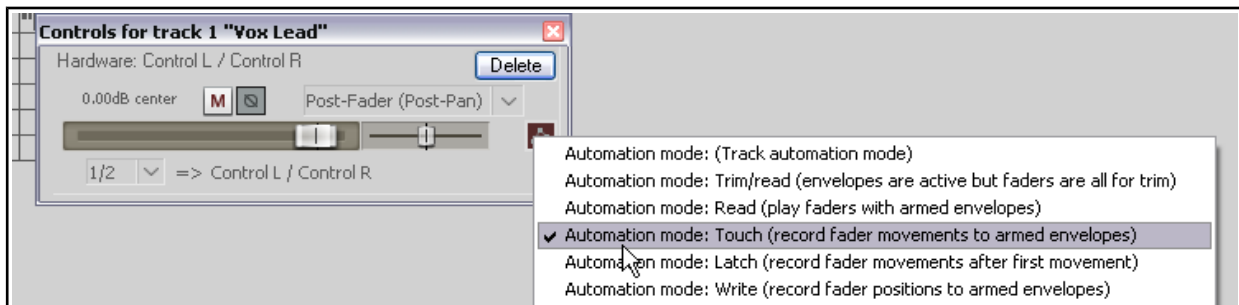 Controls for track 1 "Vox Lead"
Hardware: Control L / Control R
Delete
0.00dB center
M
Post-Fader (Post-Pan)
1/2
=> Control L / Control R
Automation mode: (Track automation mode)
Automation mode: Trim/read (envelopes are active but faders are all for trim)
Automation mode: Read (play faders with armed envelopes)
Automation mode: Touch (record fader movements to armed envelopes)
Automation mode: Latch (record fader movements after first movement)
Automation mode: Write (record fader positions to armed envelopes)